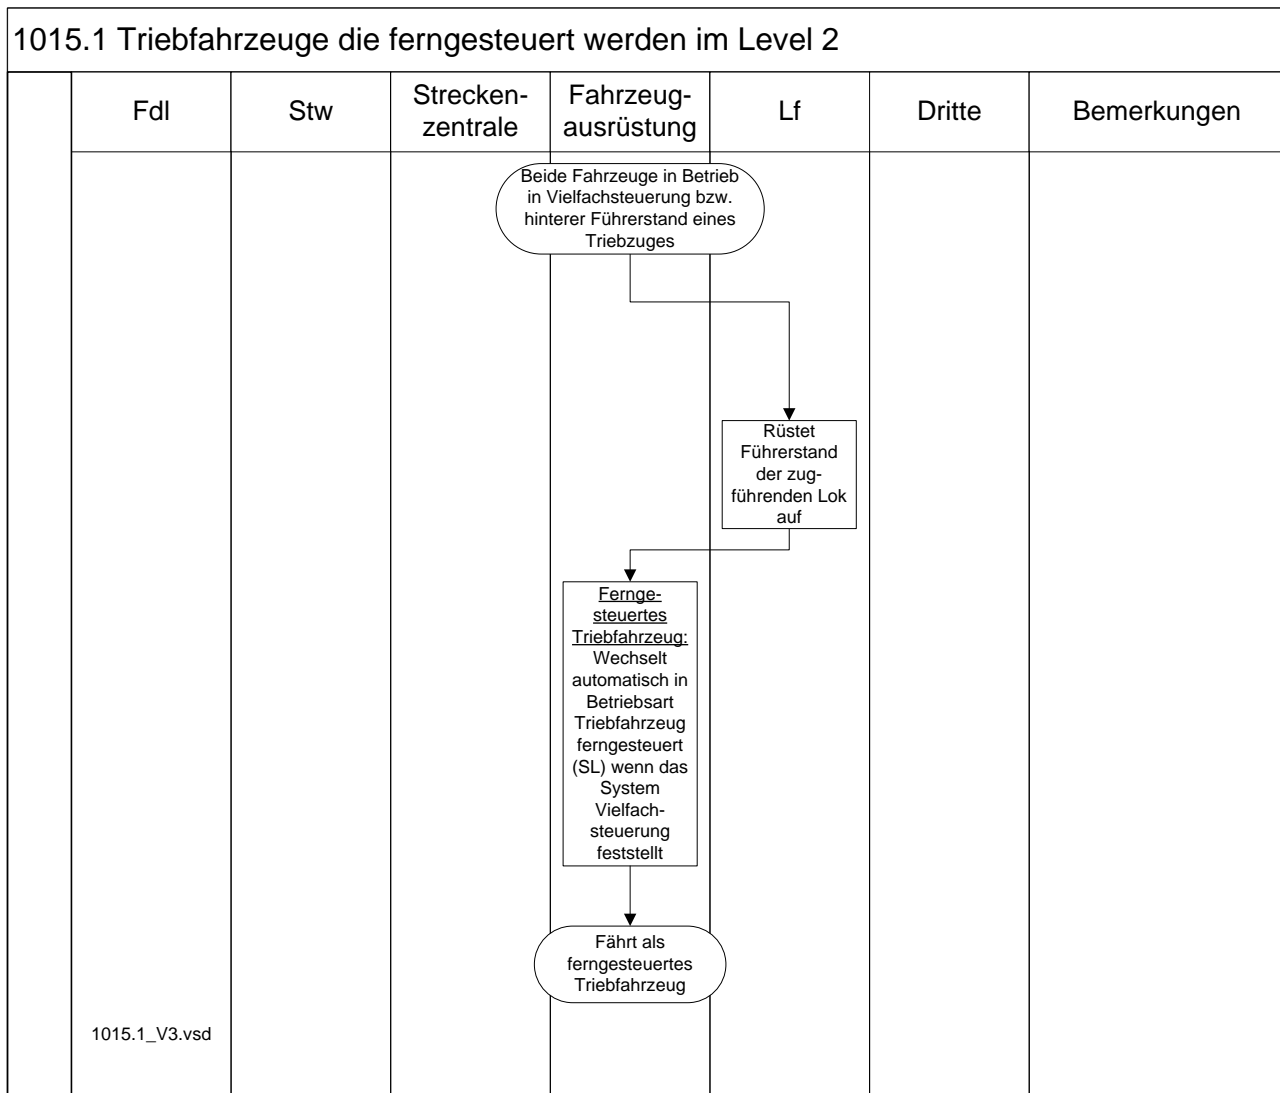 1015.1 Triebfahrzeuge die ferngesteuert werden im Level 2
Fdl
Stw
Strecken-
zentrale
Fahrzeug-
ausrüstung
Lf
Dritte
Bemerkungen
Beide Fahrzeuge in Betrieb
in Vielfachsteuerung bzw.
hinterer Führerstand eines
Triebzuges
Rüstet
Führerstand
der zug-
führenden Lok
auf
Fernge-
steuertes
Triebfahrzeug:
Wechselt
automatisch in
Betriebsart
Triebfahrzeug
ferngesteuert
(SL) wenn das
System
Vielfach-
steuerung
feststellt
Fährt als
ferngesteuertes
Triebfahrzeug
1015.1_V3.vsd